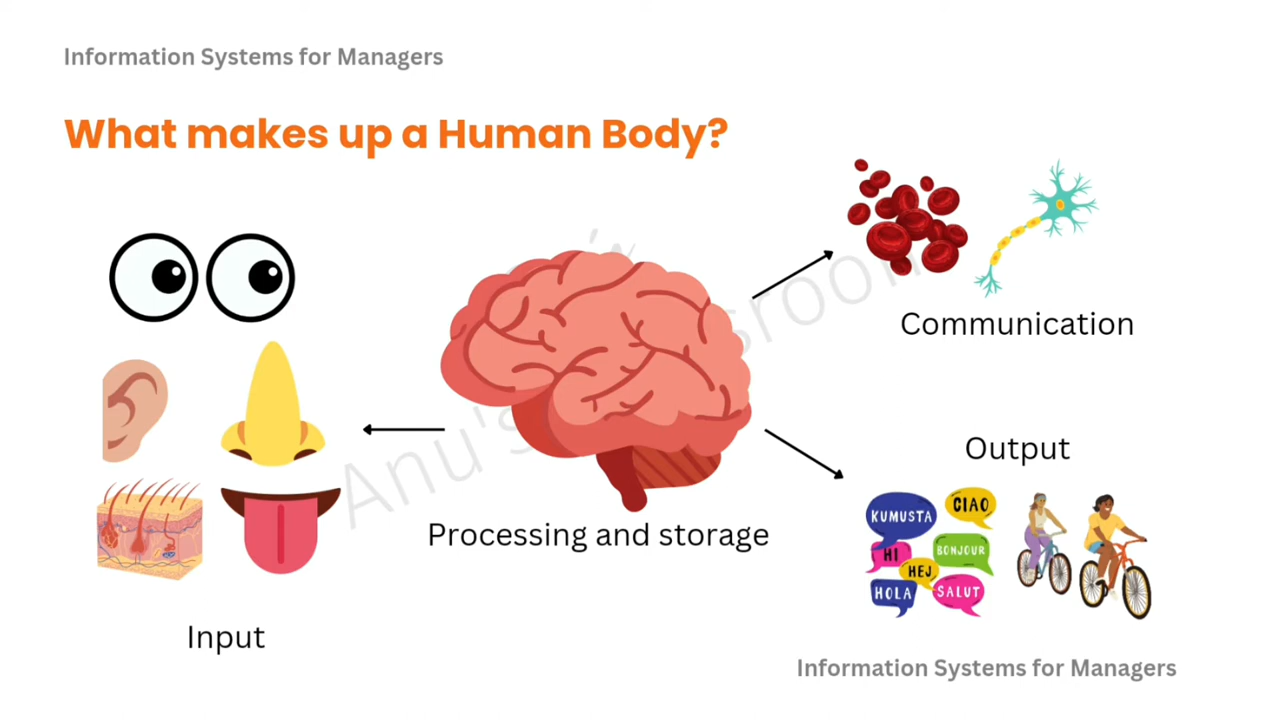 Information Systems for Managers
What makes up a Human Body?
Communication
Output
KUMUSTA
CIAO
HI
BONJOUR
HEJ
HOLA
SALUT
Processing and storage
Input
Anu's
Information Systems for Managers